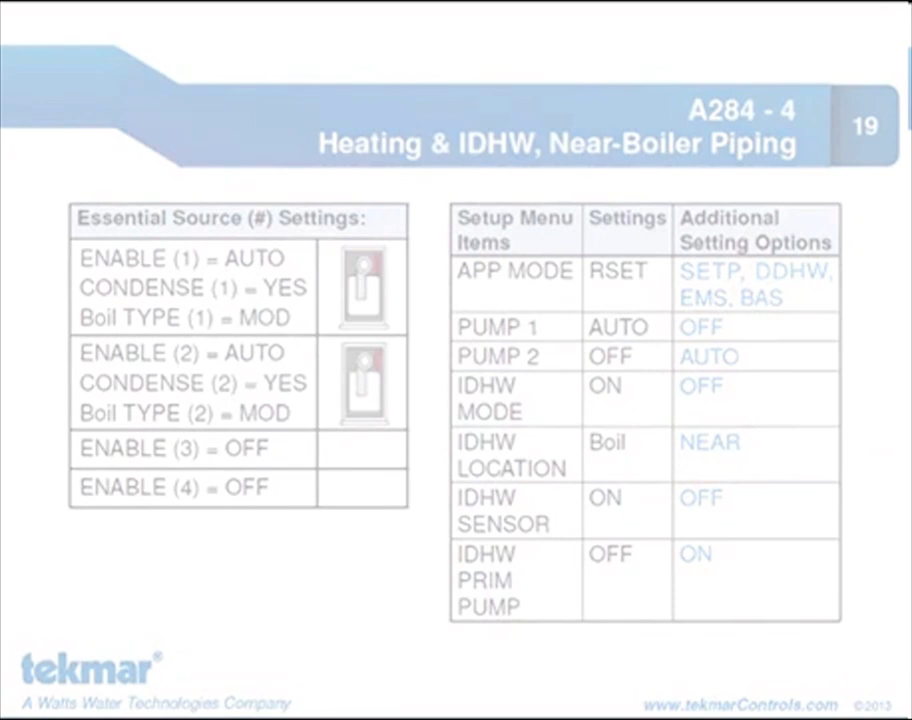 A284 - 4
Heating & IDHW, Near-Boiler Piping
19
Essential Source (#) Settings:
ENABLE (1) = AUTO
CONDENSE (1) = YES
Boil TYPE (1) = MOD
ENABLE (2) = AUTO
CONDENSE (2) = YES
Boil TYPE (2) = MOD
ENABLE (3) = OFF
ENABLE (4) = OFF
Setup Menu Items Settings Additional Setting Options
APP MODE RSET SETP, DDHW, EMS, BAS
PUMP 1 AUTO OFF
PUMP 2 OFF AUTO
IDHW MODE ON OFF
IDHW LOCATION Boil NEAR
IDHW SENSOR ON OFF
IDHW PRIM PUMP OFF ON
tekmar®
A Watts Water Technologies Company
www.tekmarControls.com ©2013